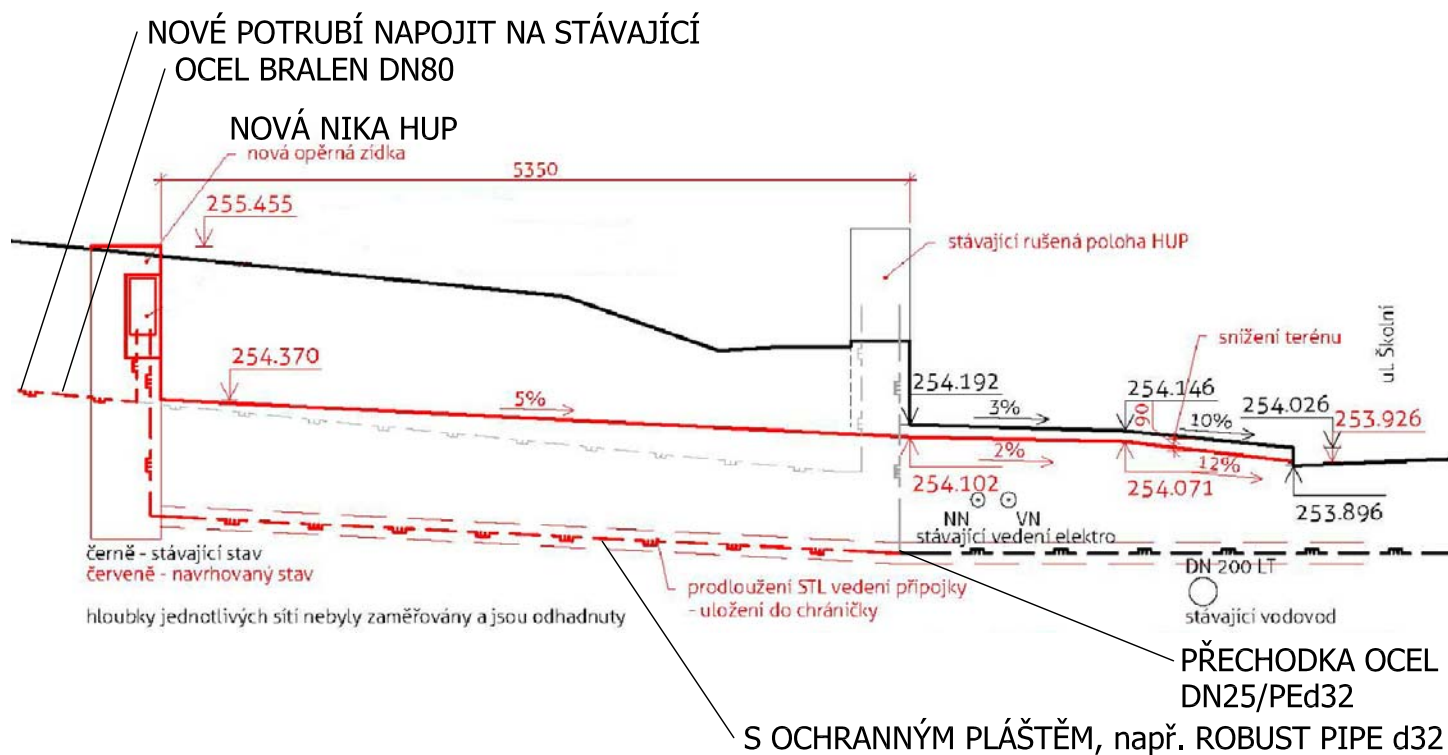 NOVÉ POTRUBÍ NAPOJIT NA STÁVAJÍCÍ
OCEL BRALEN DN80
NOVÁ NIKA HUP
nová opěrná zídka
5350
255.455
stávající rušená poloha HUP
ul. Školní
snížení terénu
254.370
5%
254.192
3%
254.146
90
10%
254.026
253.926
2%
12%
254.102
254.071
253.896
NN
VN
stávající vedení elektro
černě - stávající stav
červeně - navrhovaný stav
DN 200 LT
prodloužení STL vedení přípojky
- uložení do chráničky
hloubky jednotlivých sítí nebyly zaměřovány a jsou odhadnuty
stávající vodovod
PŘECHODKA OCEL
DN25/PEd32
S OCHRANNÝM PLÁŠTĚM, např. ROBUST PIPE d32